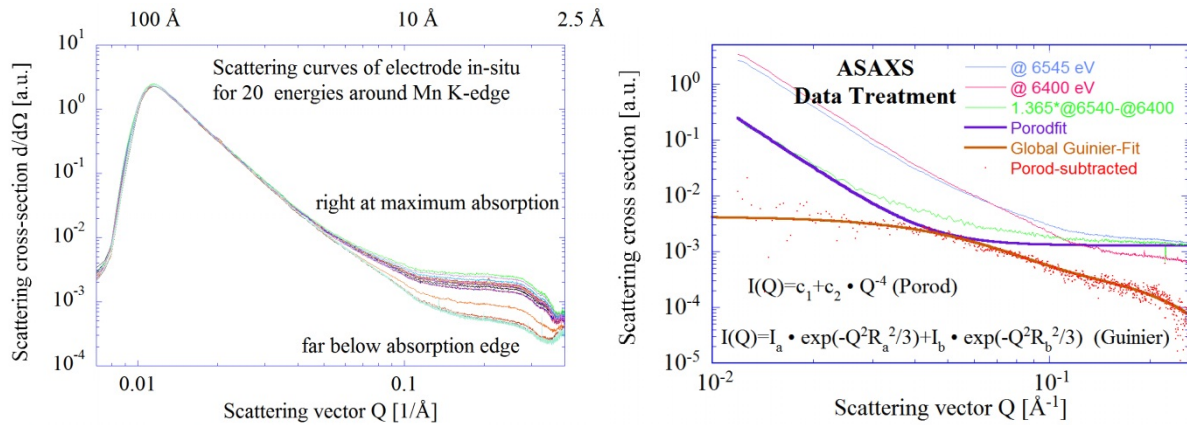 100 Å
10 Å
2.5 Å
Scattering cross-section d/dΩ [a.u.]
10¹
10⁰
10⁻¹
10⁻²
10⁻³
10⁻⁴
Scattering curves of electrode in-situ
for 20 energies around Mn K-edge
right at maximum absorption
far below absorption edge
0.01
0.1
Scattering vector Q [1/Å]
Scattering cross section [a.u.]
10⁰
10⁻¹
10⁻²
10⁻³
10⁻⁴
10⁻⁵
ASAXS
Data Treatment
@ 6545 eV
@ 6400 eV
1.365*@6540-@6400
Porodfit
Global Guinier-Fit
Porod-subtracted
I(Q)=c₁+c₂ • Q⁻⁴ (Porod)
I(Q)=Iₐ • exp(-Q²Rₐ²/3)+I_b • exp(-Q²R_b²/3) (Guinier)
10⁻²
10⁻¹
Scattering vector Q [Å⁻¹]